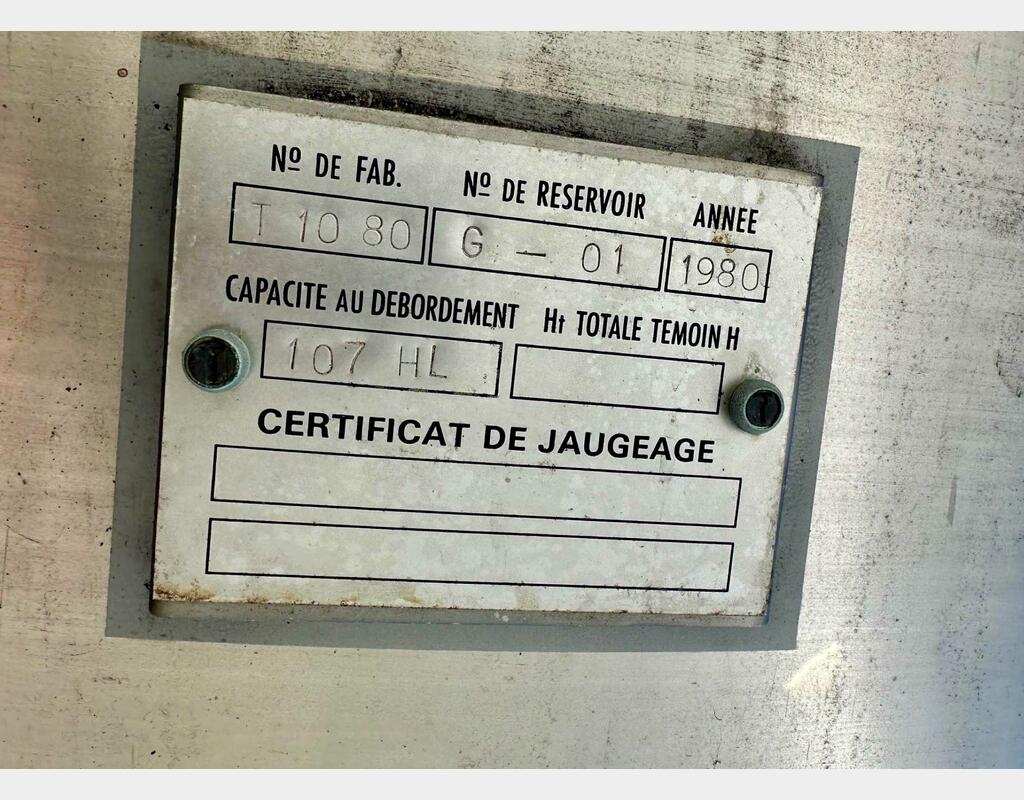 Nº DE FAB. Nº DE RESERVOIR ANNEE
T 10 80 G - 01 1980
CAPACITE AU DEBORDEMENT Ht TOTALE TEMOIN H
107 HL
CERTIFICAT DE JAUGEAGE